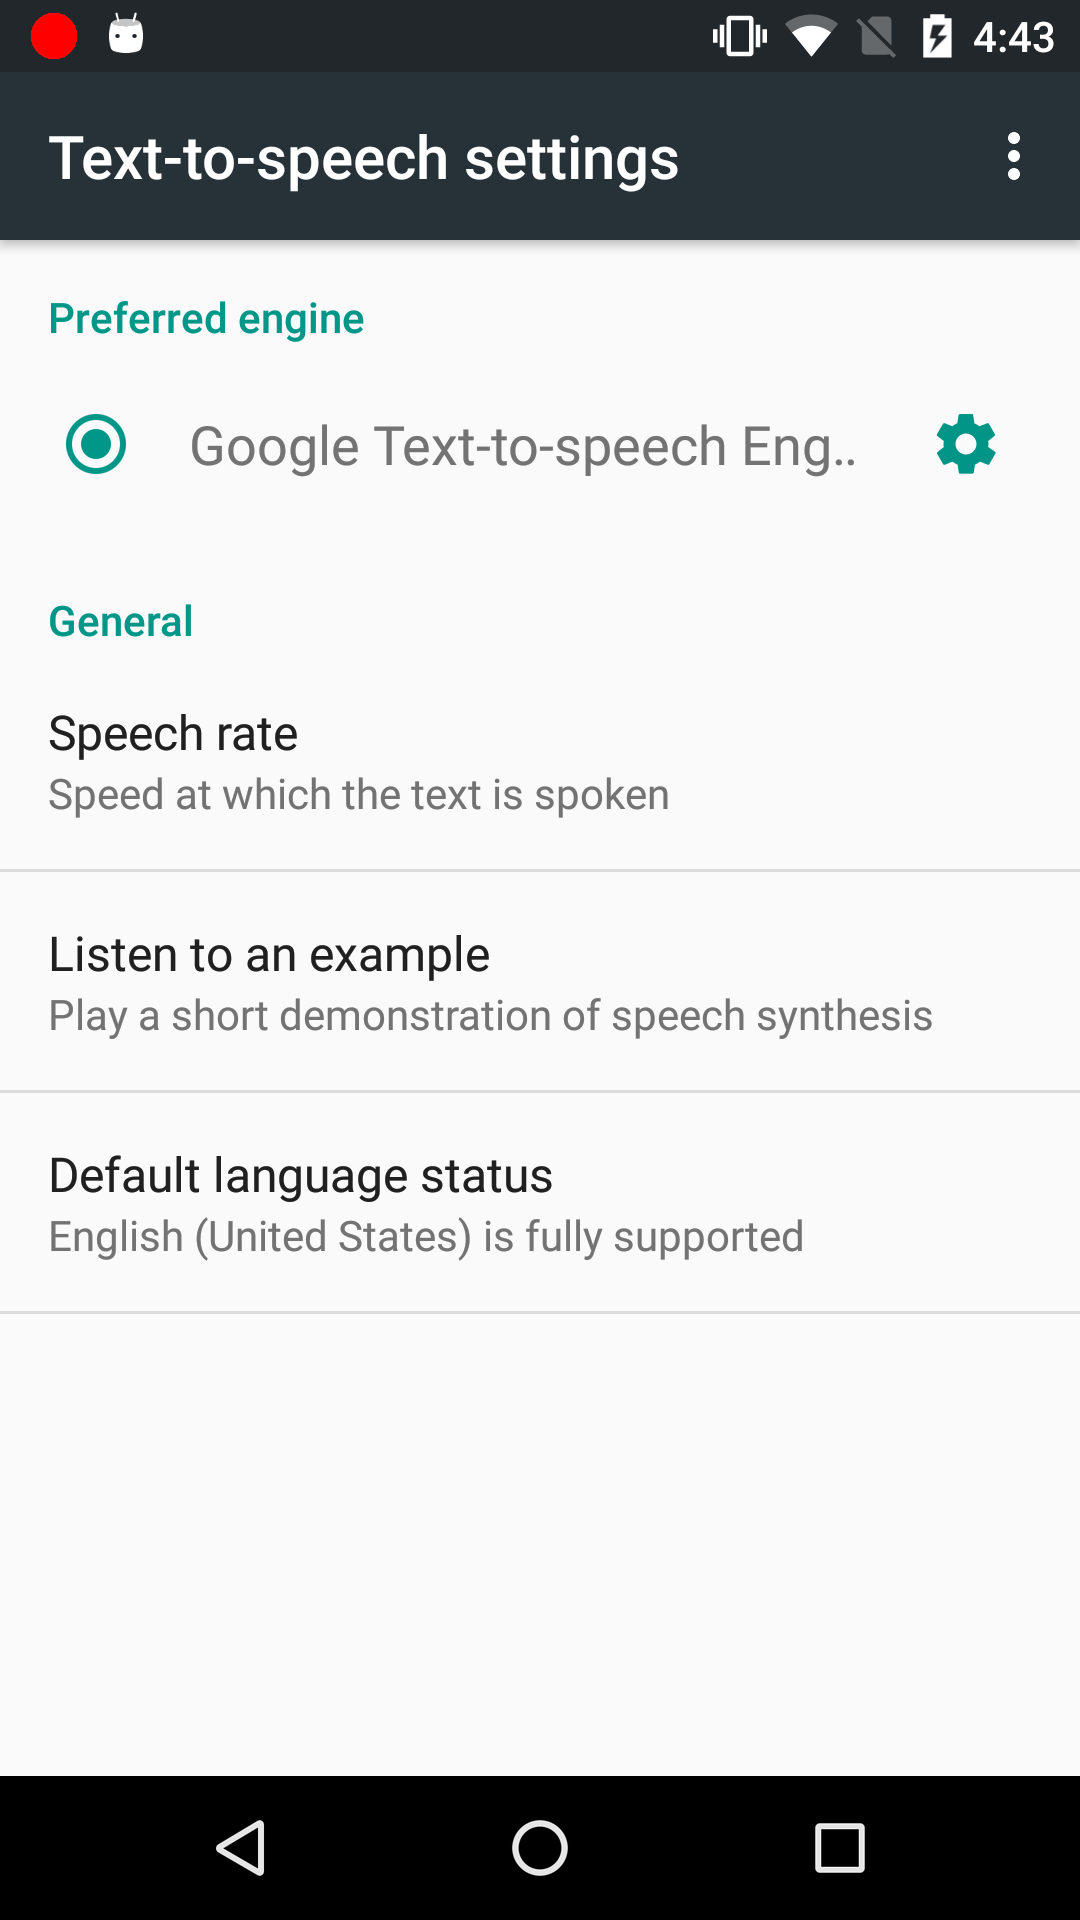 4:43
Text-to-speech settings
Preferred engine
Google Text-to-speech Eng..
General
Speech rate
Speed at which the text is spoken
Listen to an example
Play a short demonstration of speech synthesis
Default language status
English (United States) is fully supported